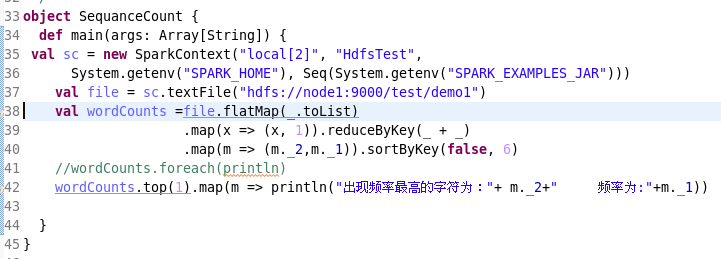 33 object SequanceCount {
34 def main(args: Array[String]) {
35 val sc = new SparkContext("local[2]", "HdfsTest",
36 System.getenv("SPARK_HOME"), Seq(System.getenv("SPARK_EXAMPLES_JAR")))
37 val file = sc.textFile("hdfs://node1:9000/test/demo1")
38 val wordCounts =file.flatMap(_.toList)
39 .map(x => (x, 1)).reduceByKey(_ + _)
40 .map(m => (m._2,m._1)).sortByKey(false, 6)
41 //wordCounts.foreach(println)
42 wordCounts.top(1).map(m => println("出现频率最高的字符为："+ m._2+" 频率为:"+m._1))
43
44 }
45 }